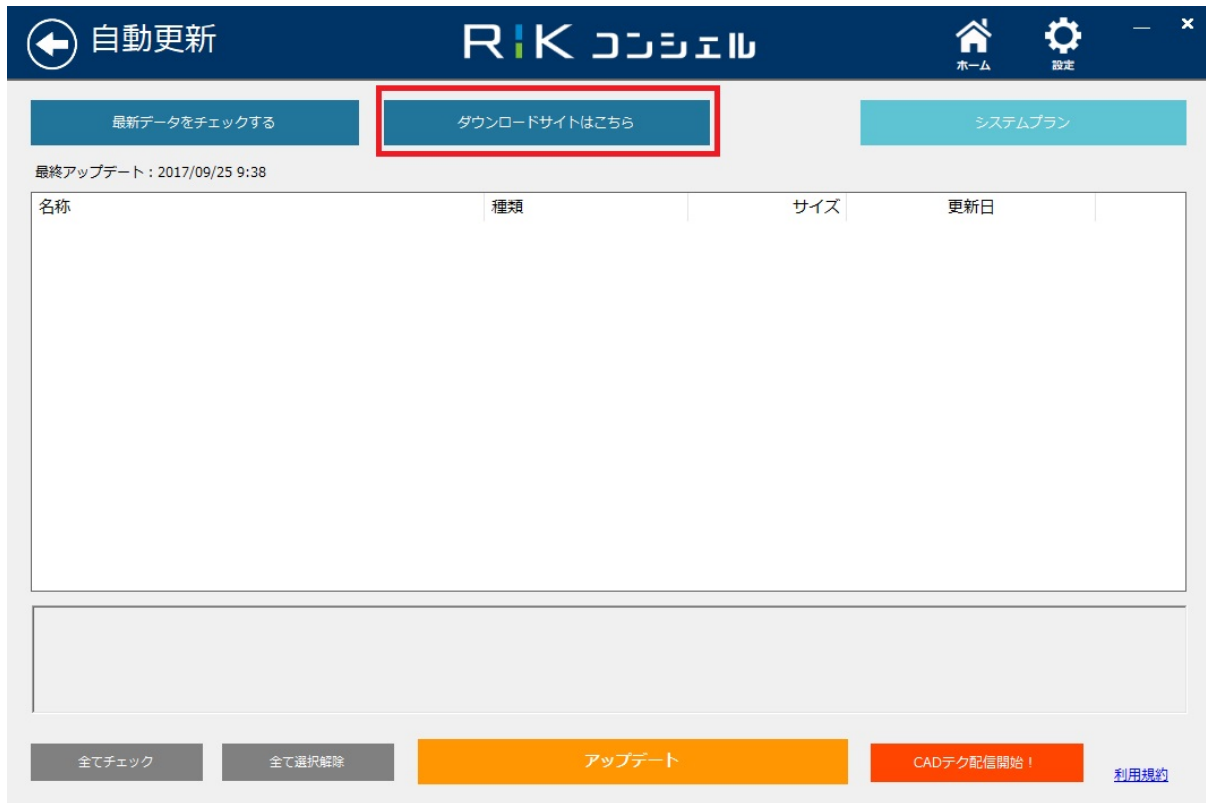 自動更新
RIK コンシェル
ホーム
設定
最新データをチェックする
ダウンロードサイトはこちら
システムプラン
最終アップデート：2017/09/25 9:38
名称 種類 サイズ 更新日
全てチェック
全て選択解除
アップデート
CADテク配信開始！
利用規約